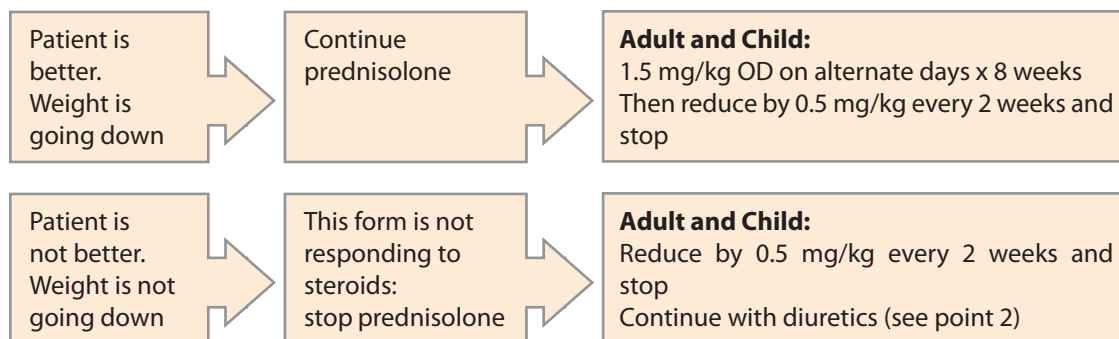 Patient is
better.
Weight is
going down
Continue
prednisolone
Adult and Child:
1.5 mg/kg OD on alternate days x 8 weeks
Then reduce by 0.5 mg/kg every 2 weeks and
stop
Patient is
not better.
Weight is not
going down
This form is not
responding to
steroids:
stop prednisolone
Adult and Child:
Reduce by 0.5 mg/kg every 2 weeks and
stop
Continue with diuretics (see point 2)